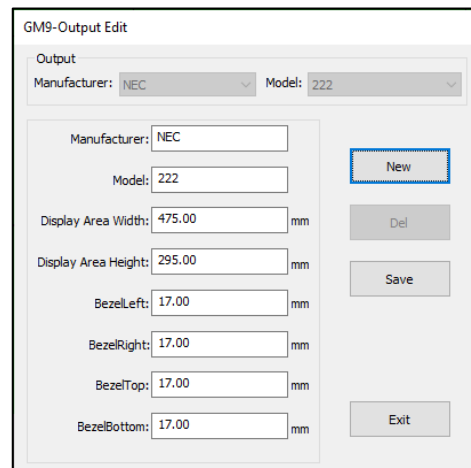 GM9-Output Edit
Output
Manufacturer: NEC Model: 222
Manufacturer: NEC
New
Model: 222
Display Area Width: 475.00 mm
Del
Display Area Height: 295.00 mm
Save
BezelLeft: 17.00 mm
BezelRight: 17.00 mm
BezelTop: 17.00 mm
BezelBottom: 17.00 mm
Exit